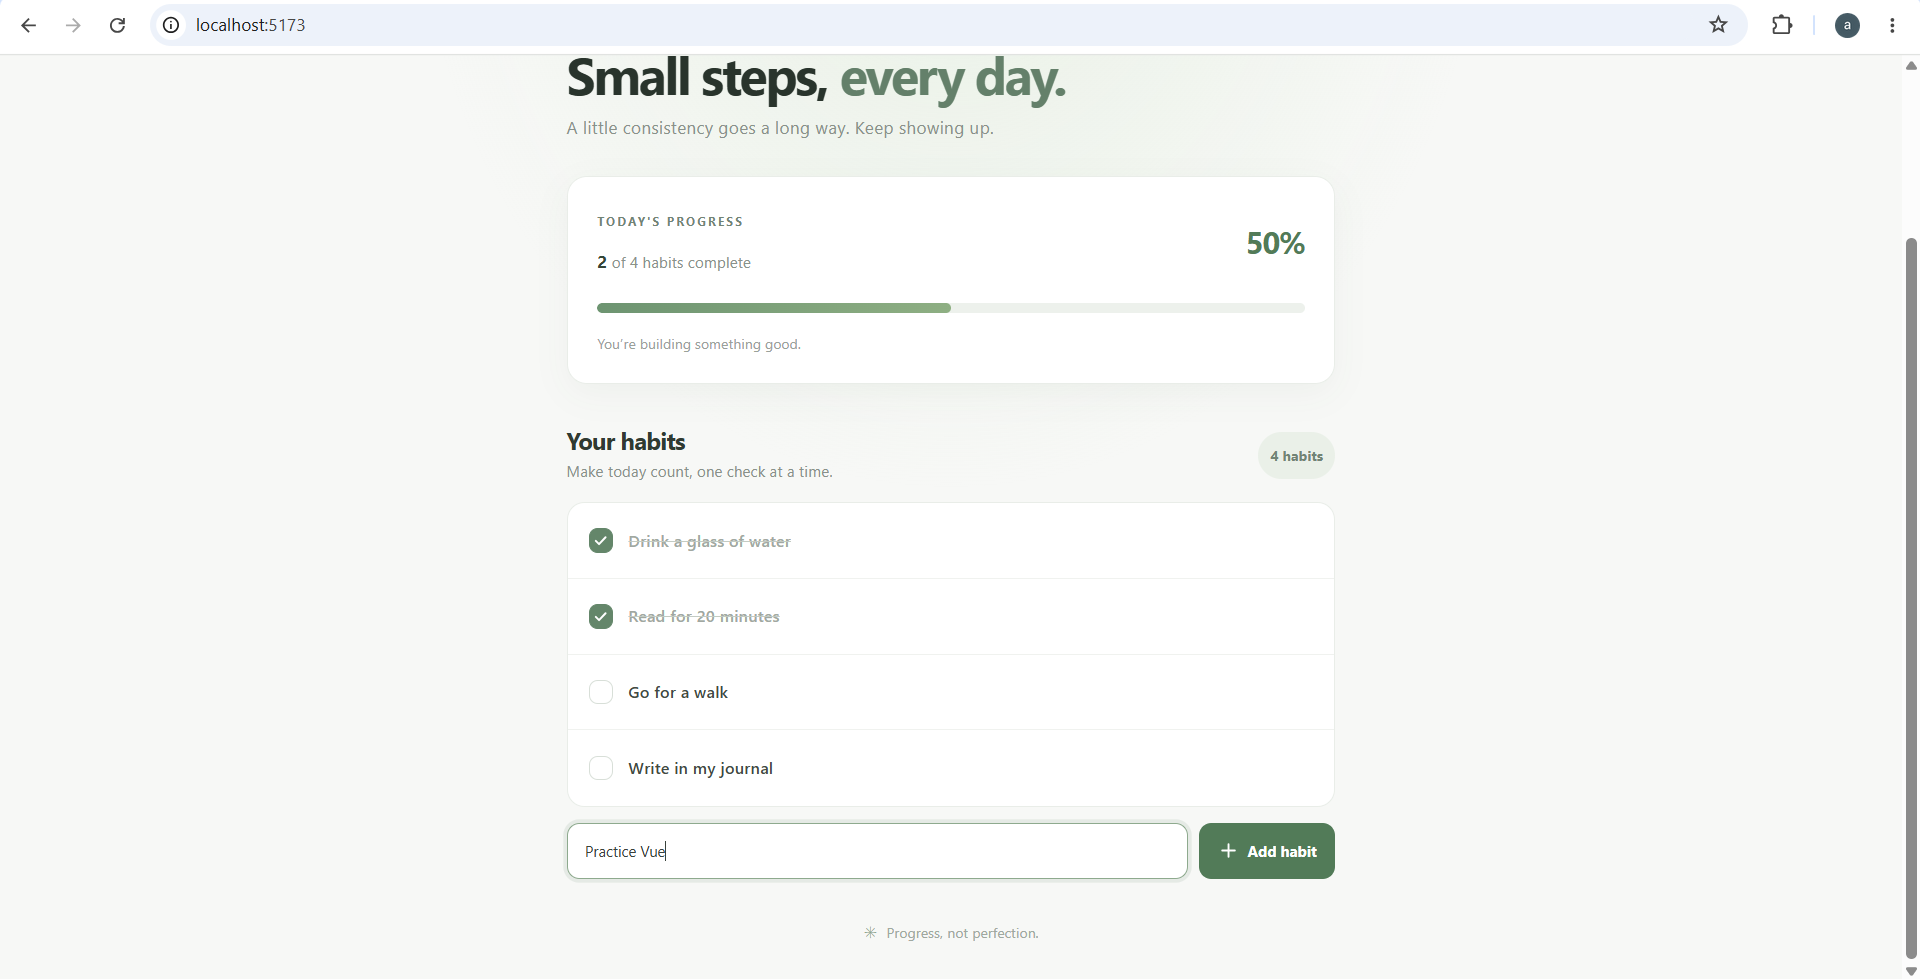 localhost:5173
a
Small steps, every day.
A little consistency goes a long way. Keep showing up.
TODAY'S PROGRESS
50%
2 of 4 habits complete
You're building something good.
Your habits
4 habits
Make today count, one check at a time.
Drink a glass of water
Read for 20 minutes
Go for a walk
Write in my journal
Practice Vue
+ Add habit
✳ Progress, not perfection.